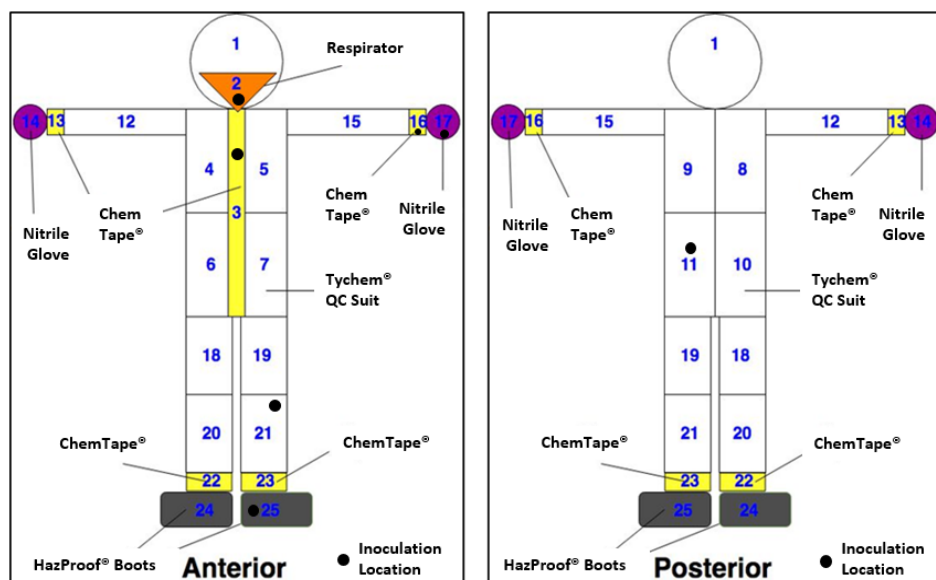 1
Respirator
2
14
13
12
15
16
17
4
5
Chem
Tape®
3
Chem
Tape®
Nitrile
Glove
Nitrile
Glove
6
7
Tychem®
QC Suit
18
19
20
21
ChemTape®
ChemTape®
22
23
24
25
HazProof® Boots
Anterior
Inoculation
Location
1
17
16
15
12
13
14
9
8
Nitrile
Glove
Chem
Tape®
Chem
Tape®
Nitrile
Glove
11
10
Tychem®
QC Suit
19
18
21
20
ChemTape®
ChemTape®
23
22
25
24
HazProof® Boots
Posterior
Inoculation
Location